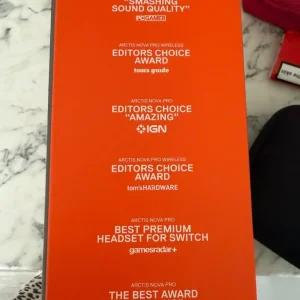 "SMASHING
SOUND QUALITY"
PCGAMER
ARCTIS NOVA PRO WIRELESS
EDITORS CHOICE
AWARD
tom's guide
ARCTIS NOVA PRO
EDITORS CHOICE
"AMAZING"
IGN
ARCTIS NOVA PRO WIRELESS
EDITORS CHOICE
AWARD
tom'sHARDWARE
ARCTIS NOVA PRO
BEST PREMIUM
HEADSET FOR SWITCH
gamesradar+
ARCTIS NOVA PRO
THE BEST AWARD